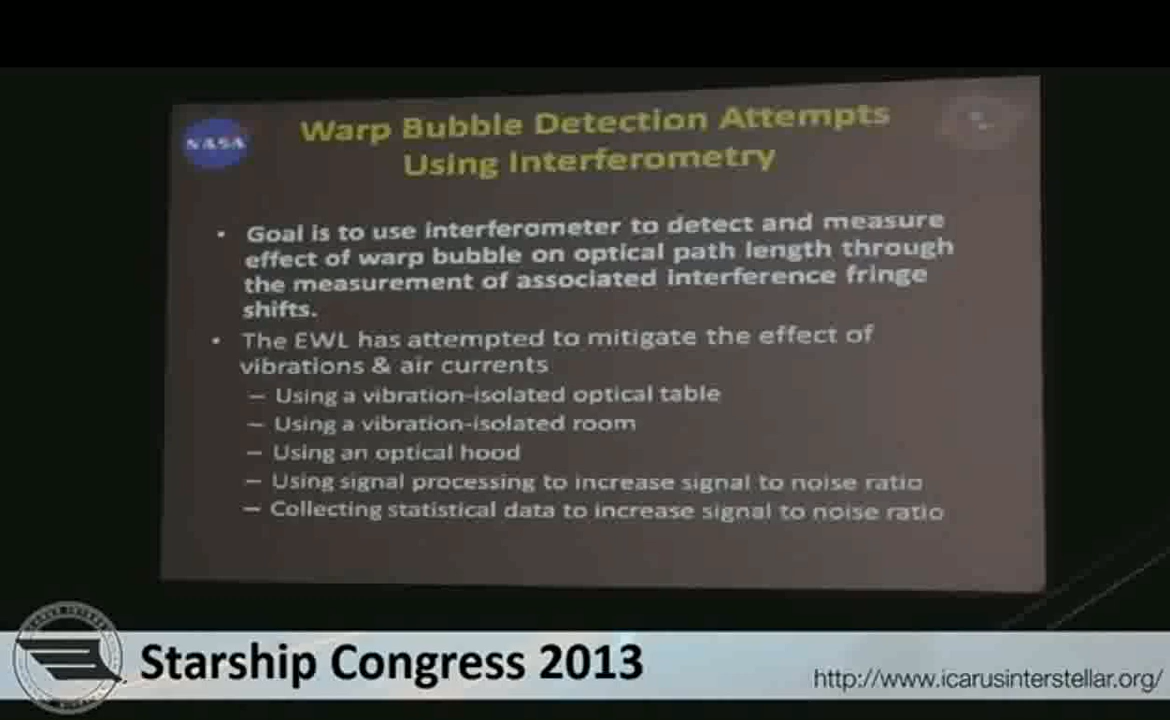 NASA
Warp Bubble Detection Attempts
Using Interferometry
• Goal is to use interferometer to detect and measure
effect of warp bubble on optical path length through
the measurement of associated interference fringe
shifts.
• The EWL has attempted to mitigate the effect of
vibrations & air currents
– Using a vibration-isolated optical table
– Using a vibration-isolated room
– Using an optical hood
– Using signal processing to increase signal to noise ratio
– Collecting statistical data to increase signal to noise ratio
Starship Congress 2013
http://www.icarusinterstellar.org/